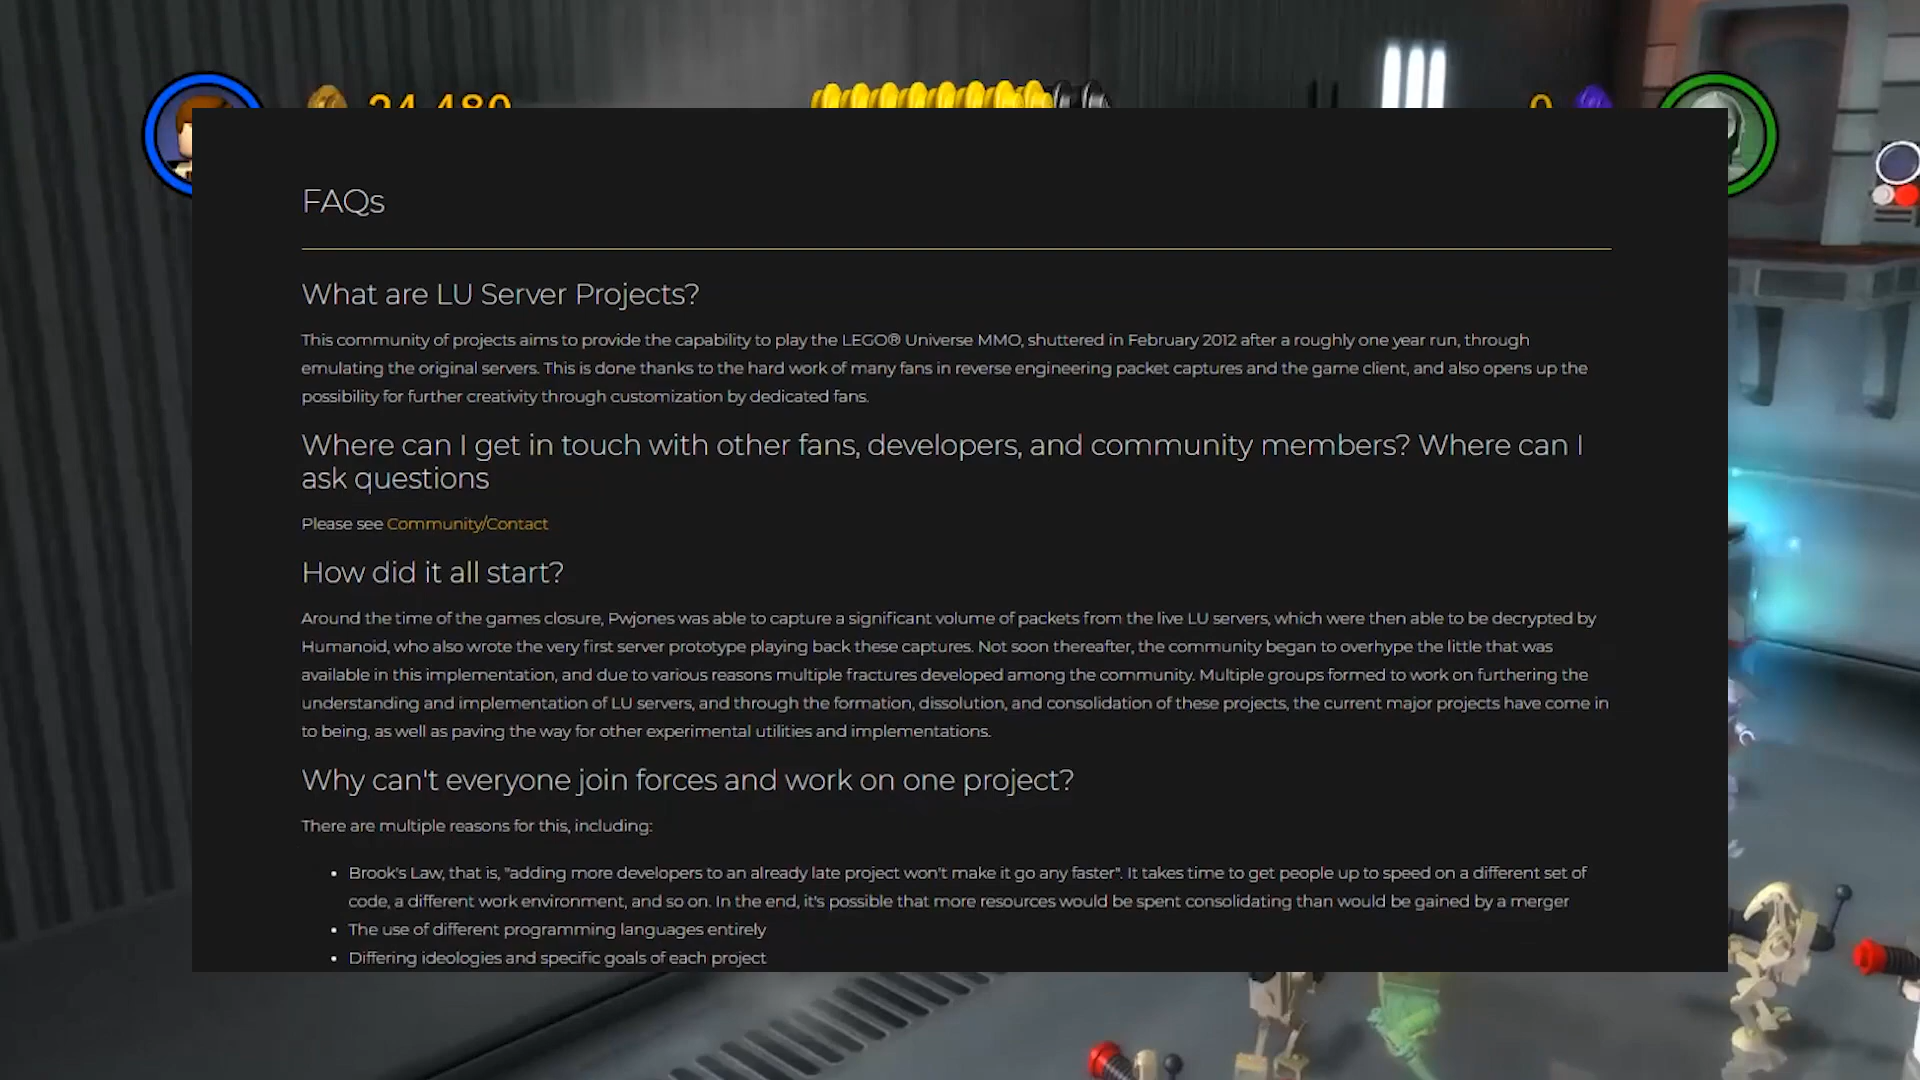 24,480
0
FAQs
What are LU Server Projects?
This community of projects aims to provide the capability to play the LEGO® Universe MMO, shuttered in February 2012 after a roughly one year run, through
emulating the original servers. This is done thanks to the hard work of many fans in reverse engineering packet captures and the game client, and also opens up the
possibility for further creativity through customization by dedicated fans.
Where can I get in touch with other fans, developers, and community members? Where can I
ask questions
Please see Community/Contact
How did it all start?
Around the time of the games closure, Pwjones was able to capture a significant volume of packets from the live LU servers, which were then able to be decrypted by
Humanoid, who also wrote the very first server prototype playing back these captures. Not soon thereafter, the community began to overhype the little that was
available in this implementation, and due to various reasons multiple fractures developed among the community. Multiple groups formed to work on furthering the
understanding and implementation of LU servers, and through the formation, dissolution, and consolidation of these projects, the current major projects have come in
to being, as well as paving the way for other experimental utilities and implementations.
Why can't everyone join forces and work on one project?
There are multiple reasons for this, including:
• Brook's Law, that is, "adding more developers to an already late project won't make it go any faster". It takes time to get people up to speed on a different set of
code, a different work environment, and so on. In the end, it's possible that more resources would be spent consolidating than would be gained by a merger
• The use of different programming languages entirely
• Differing ideologies and specific goals of each project